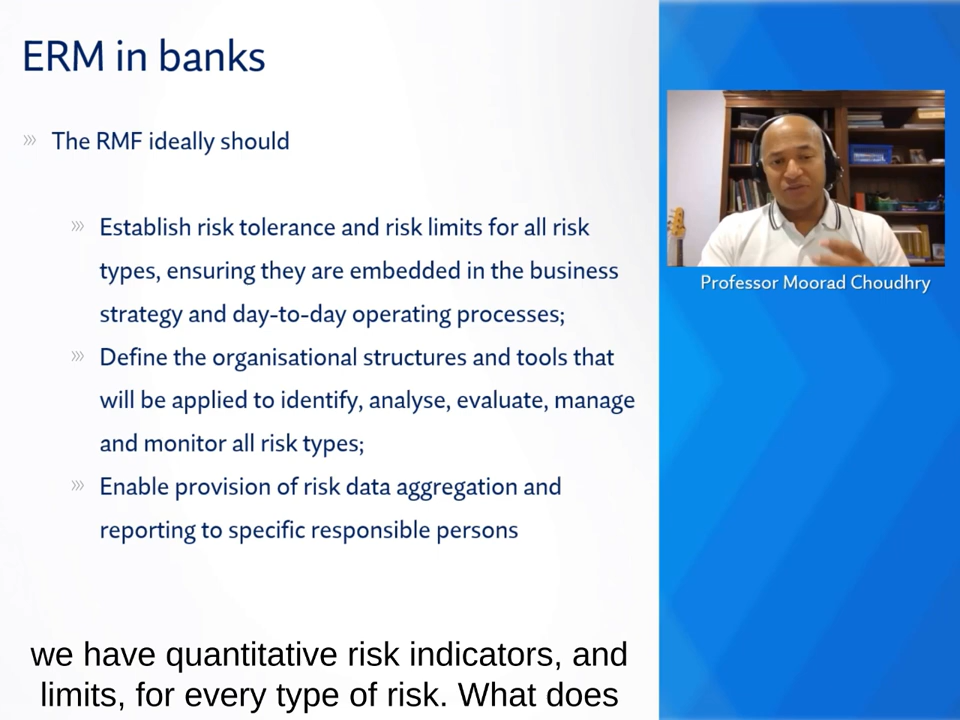 ERM in banks
The RMF ideally should
Establish risk tolerance and risk limits for all risk
types, ensuring they are embedded in the business
strategy and day-to-day operating processes;
Define the organisational structures and tools that
will be applied to identify, analyse, evaluate, manage
and monitor all risk types;
Enable provision of risk data aggregation and
reporting to specific responsible persons
Professor Moorad Choudhry
we have quantitative risk indicators, and
limits, for every type of risk. What does